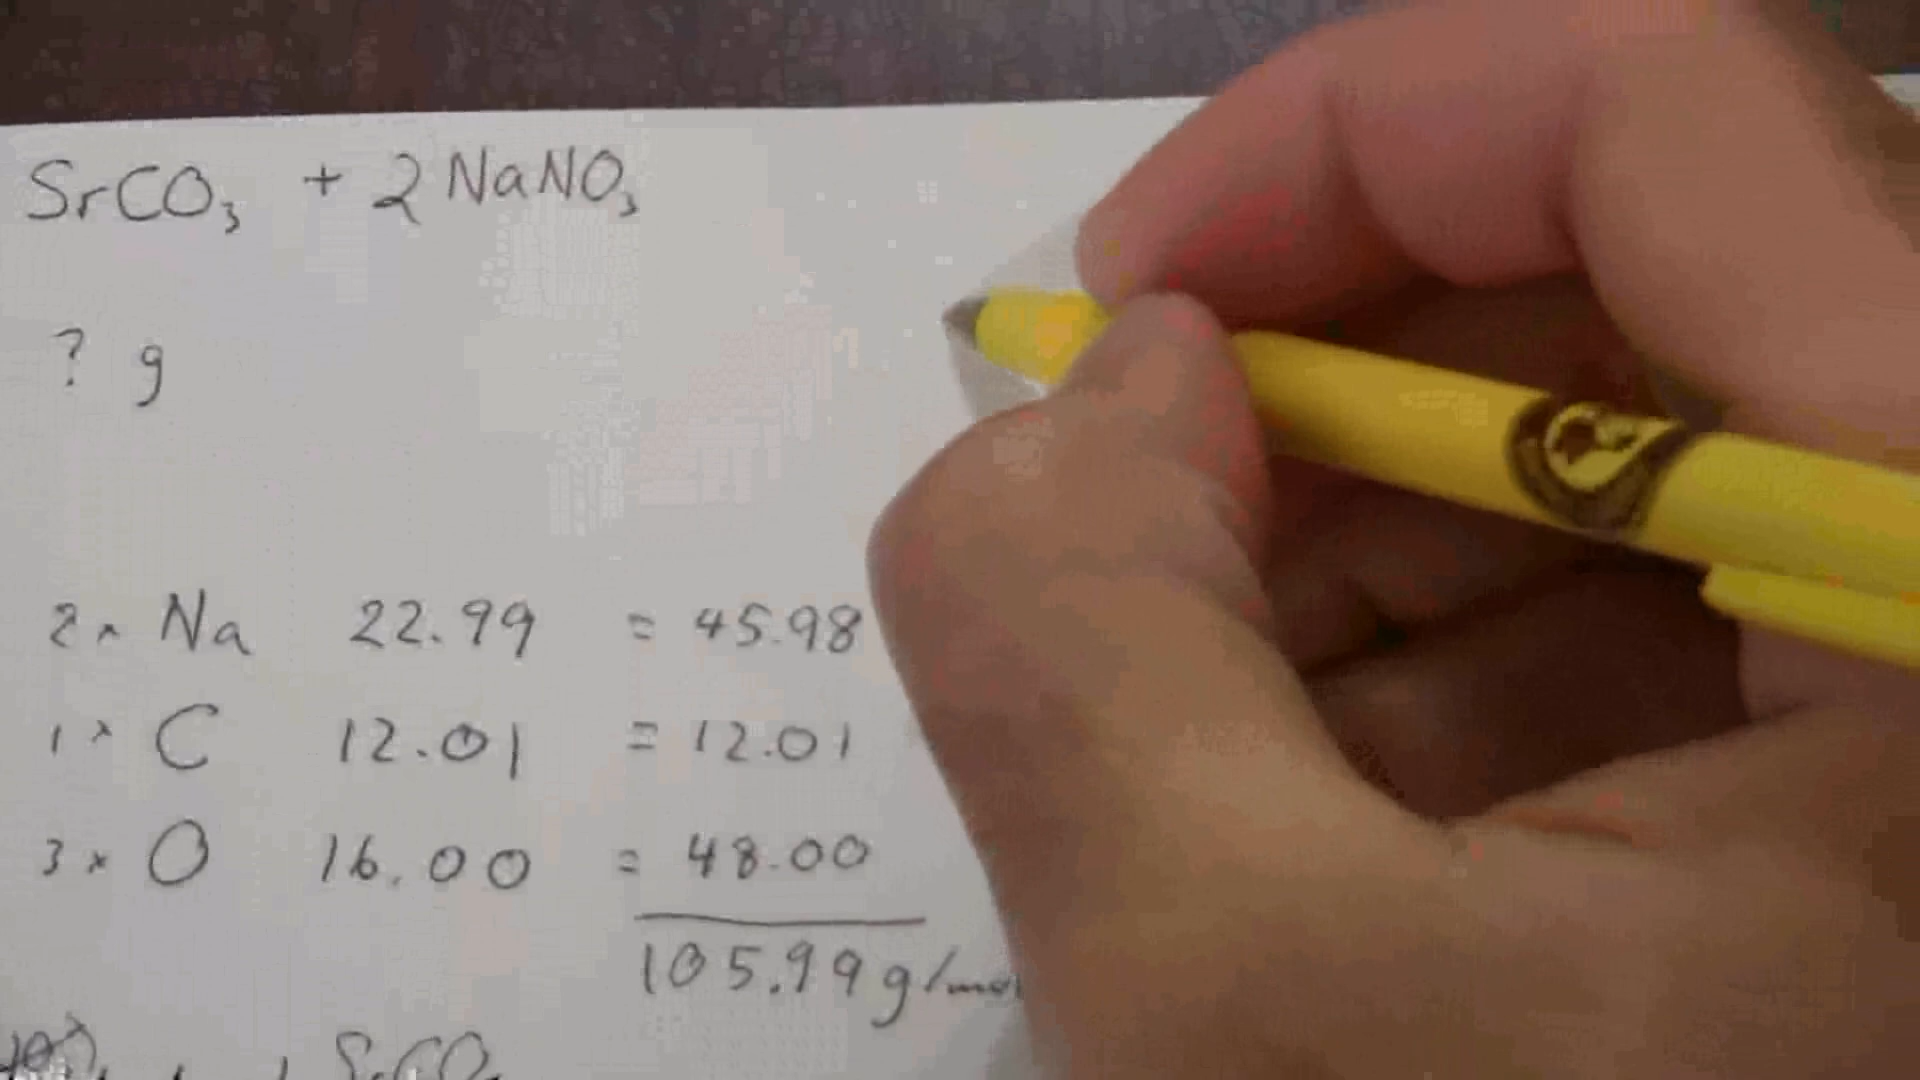 SrCO₃ + 2 NaNO₃
? g
2 × Na 22.99 = 45.98
1 × C 12.01 = 12.01
3 × O 16.00 = 48.00
105.99 g/mol
SrCO₃